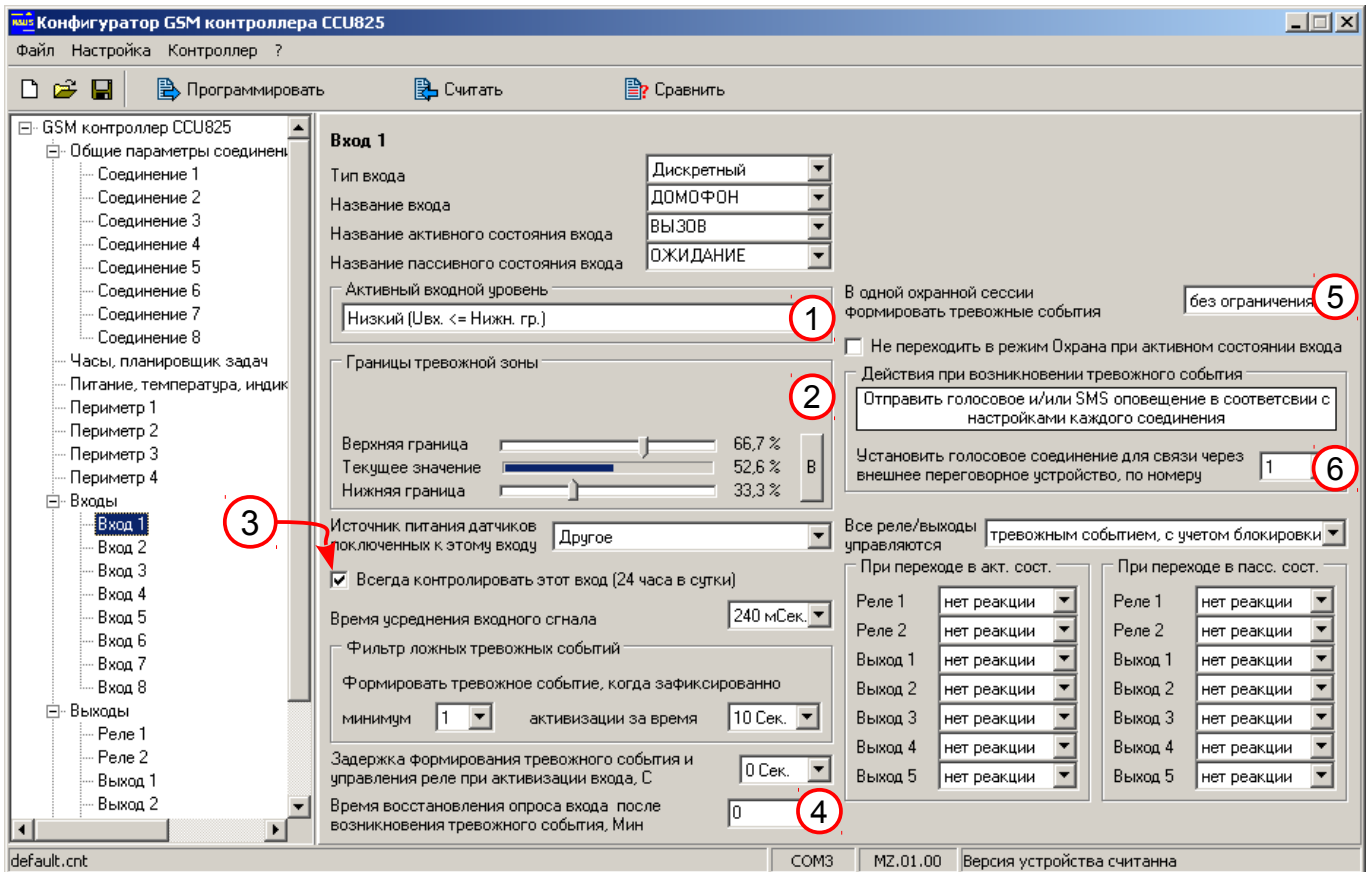 Конфигуратор GSM контроллера CCU825
Файл Настройка Контроллер ?
Программировать Считать Сравнить
GSM контроллер CCU825
Общие параметры соединени
Соединение 1
Соединение 2
Соединение 3
Соединение 4
Соединение 5
Соединение 6
Соединение 7
Соединение 8
Часы, планировщик задач
Питание, температура, индик
Периметр 1
Периметр 2
Периметр 3
Периметр 4
Входы
Вход 1
Вход 2
Вход 3
Вход 4
Вход 5
Вход 6
Вход 7
Вход 8
Выходы
Реле 1
Реле 2
Выход 1
Выход 2
Вход 1
Тип входа Дискретный
Название входа ДОМОФОН
Название активного состояния входа ВЫЗОВ
Название пассивного состояния входа ОЖИДАНИЕ
Активный входной уровень
Низкий (Uвх. <= Нижн. гр.) 1
Границы тревожной зоны
2
Верхняя граница 66,7 %
Текущее значение 52,6 % В
Нижняя граница 33,3 %
3
Источник питания датчиков
поключенных к этому входу Другое
Всегда контролировать этот вход (24 часа в сутки)
Время усреднения входного сгнала 240 мСек.
Фильтр ложных тревожных событий
Формировать тревожное событие, когда зафиксированно
минимум 1 активизации за время 10 Сек.
Задержка формирования тревожного события и
управления реле при активизации входа, С 0 Сек.
Время восстановления опроса входа после
возникновения тревожного события, Мин 0 4
В одной охранной сессии
формировать тревожные события без ограничения 5
Не переходить в режим Охрана при активном состоянии входа
Действия при возникновении тревожного события
Отправить голосовое и/или SMS оповещение в соответсвии с
настройками каждого соединения
Установить голосовое соединение для связи через
внешнее переговорное устройство, по номеру 1 6
Все реле/выходы
управляются тревожным событием, с учетом блокировки
При переходе в акт. сост.
Реле 1 нет реакции
Реле 2 нет реакции
Выход 1 нет реакции
Выход 2 нет реакции
Выход 3 нет реакции
Выход 4 нет реакции
Выход 5 нет реакции
При переходе в пасс. сост.
Реле 1 нет реакции
Реле 2 нет реакции
Выход 1 нет реакции
Выход 2 нет реакции
Выход 3 нет реакции
Выход 4 нет реакции
Выход 5 нет реакции
default.cnt COM3 MZ.01.00 Версия устройства считанна